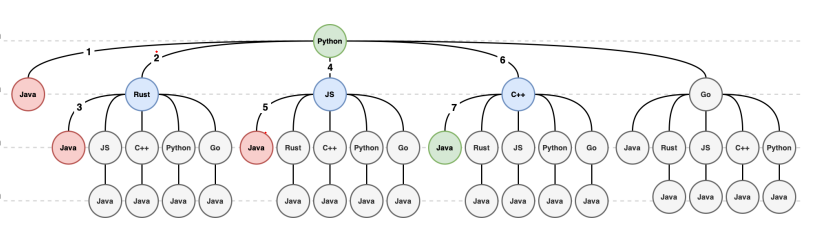 Python
1 2 4 6
Java Rust JS C++ Go
3 5 7
Java JS C++ Python Go Java Rust C++ Python Go Java Rust JS Python Go Java Rust JS C++ Python
Java Java Java Java Java Java Java Java Java Java Java Java Java Java Java Java